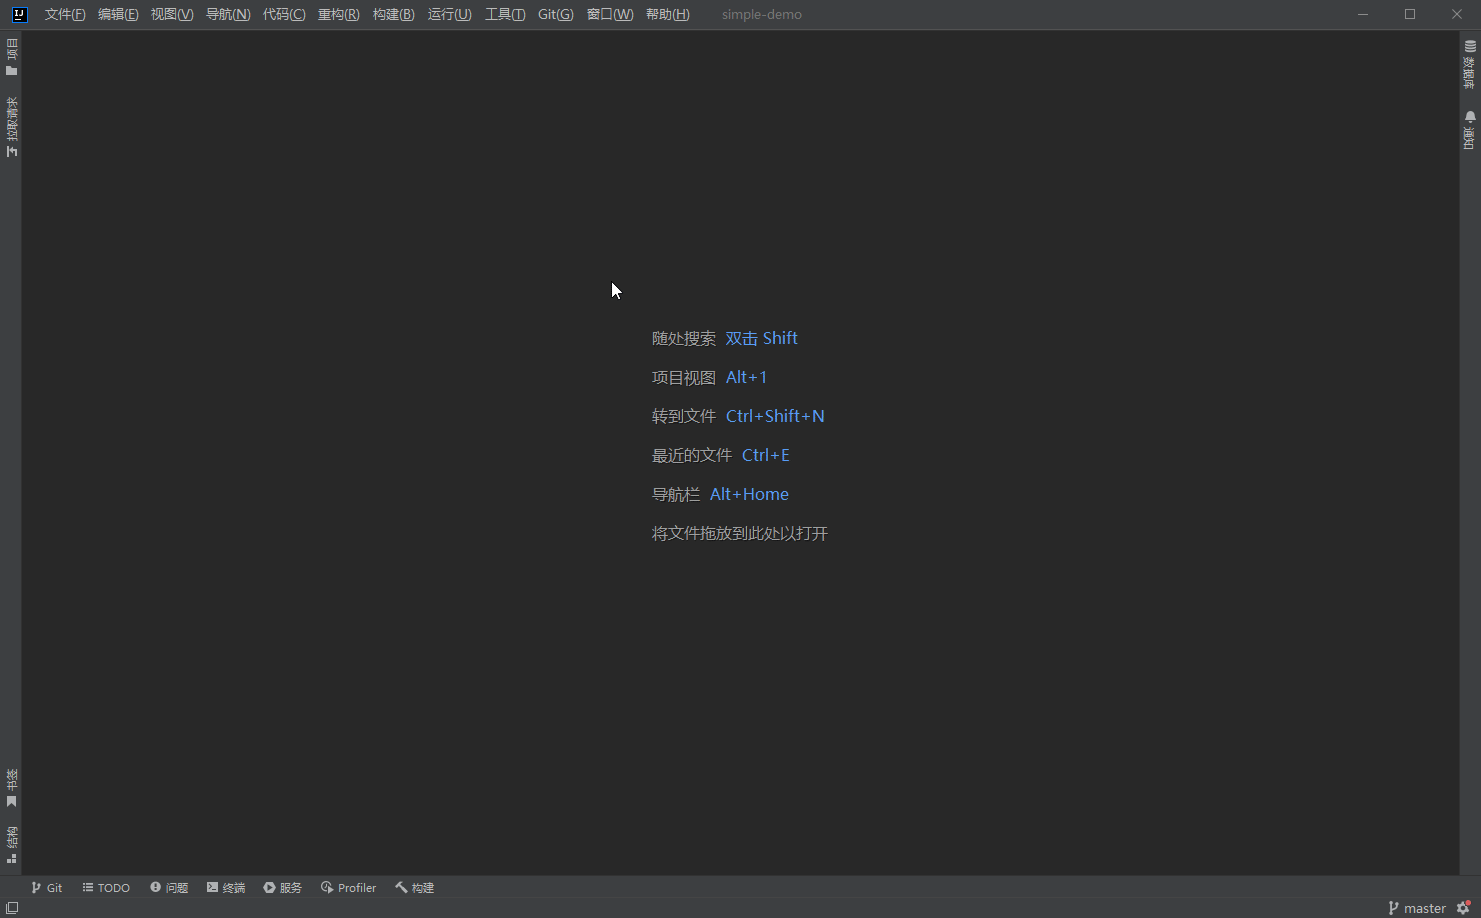 IJ 文件(F) 编辑(E) 视图(V) 导航(N) 代码(C) 重构(R) 构建(B) 运行(U) 工具(T) Git(G) 窗口(W) 帮助(H) simple-demo
项目
拉取请求
数据库
通知
随处搜索 双击 Shift
项目视图 Alt+1
转到文件 Ctrl+Shift+N
最近的文件 Ctrl+E
导航栏 Alt+Home
将文件拖放到此处以打开
书签
结构
Git TODO 问题 终端 服务 Profiler 构建
master